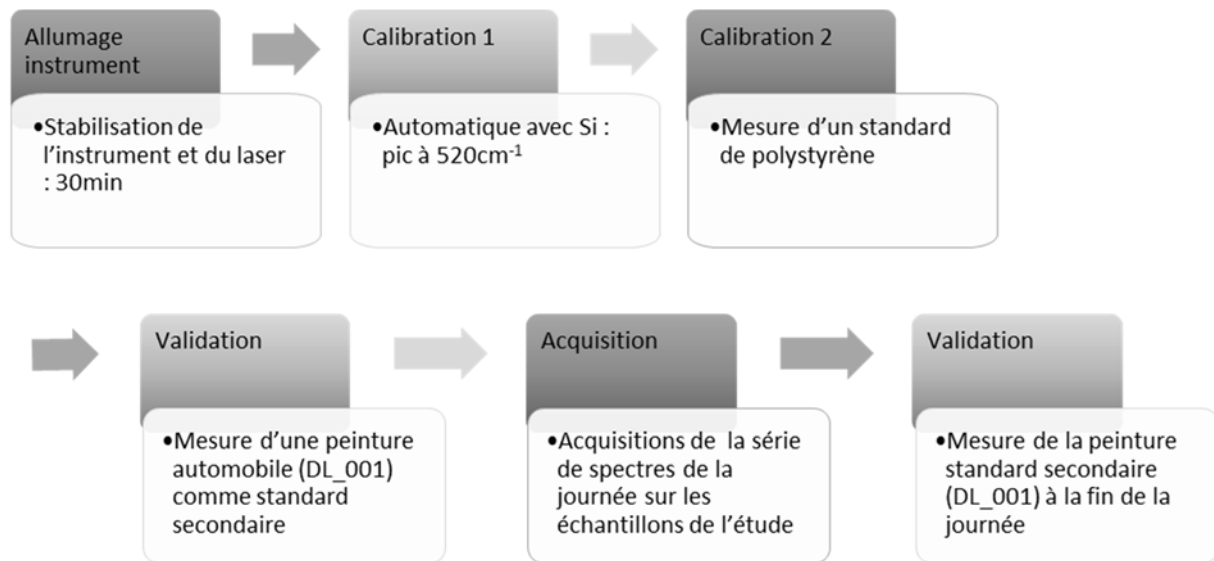 Allumage
instrument
•Stabilisation de
l'instrument et du laser
: 30min
Calibration 1
•Automatique avec Si :
pic à 520cm⁻¹
Calibration 2
•Mesure d'un standard
de polystyrène
Validation
•Mesure d'une peinture
automobile (DL_001)
comme standard
secondaire
Acquisition
•Acquisitions de la série
de spectres de la
journée sur les
échantillons de l'étude
Validation
•Mesure de la peinture
standard secondaire
(DL_001) à la fin de la
journée